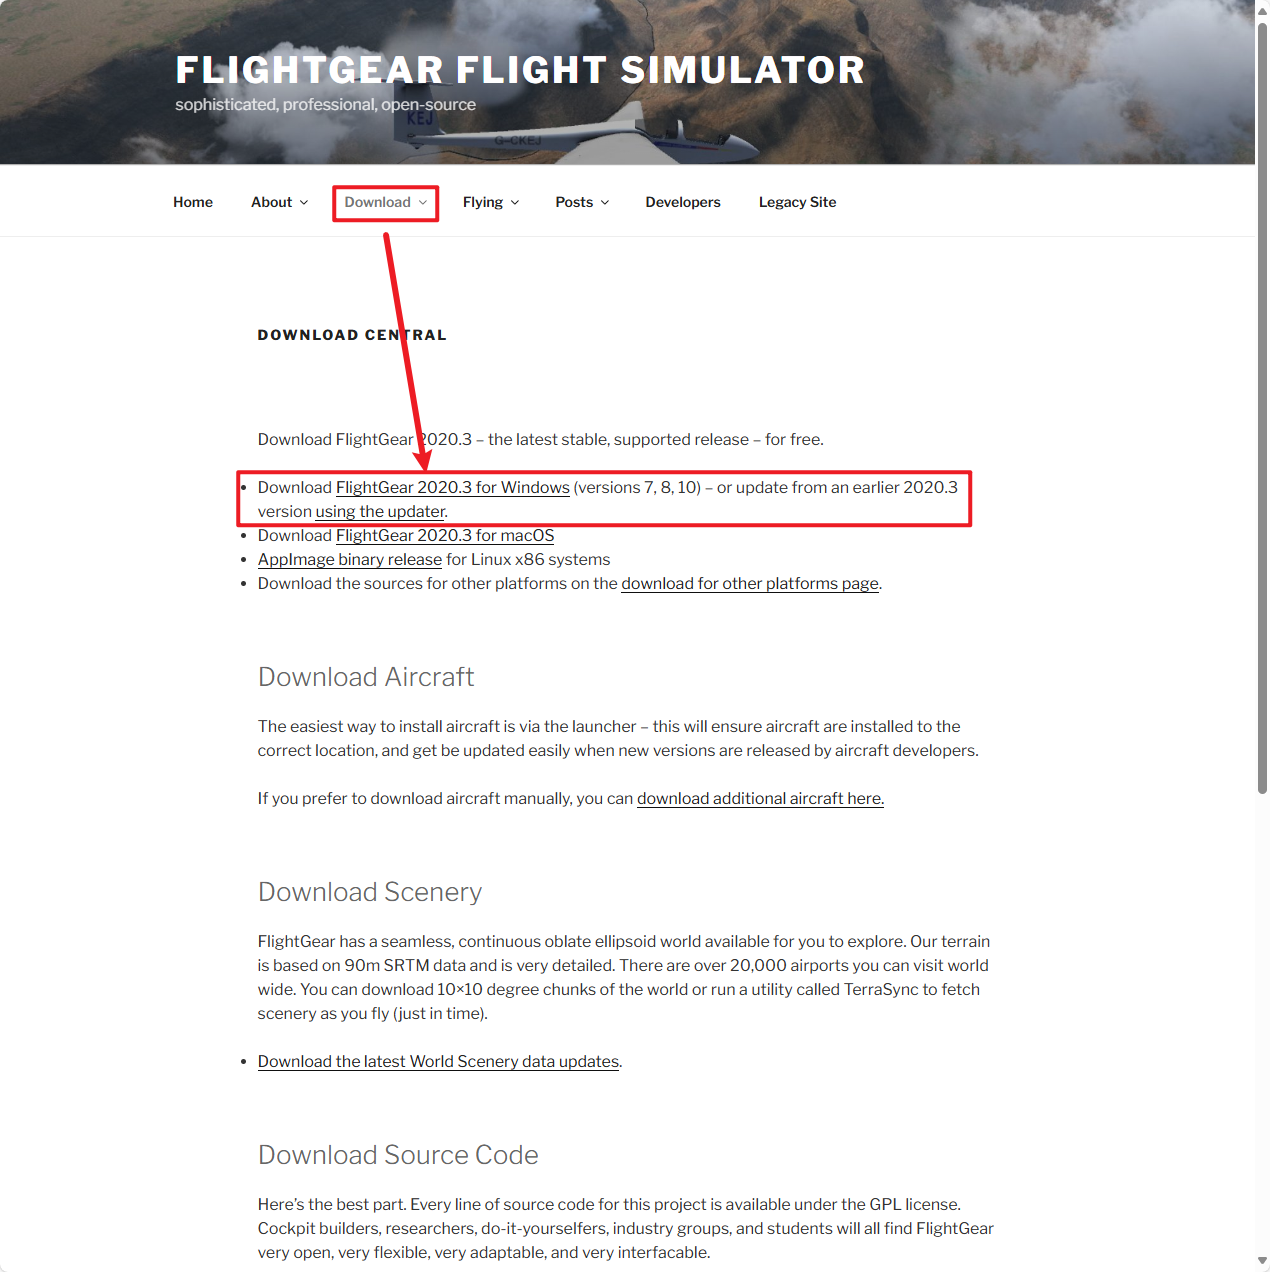 FLIGHTGEAR FLIGHT SIMULATOR
sophisticated, professional, open-source
KEJ
G-CKEJ
Home About Download Flying Posts Developers Legacy Site
DOWNLOAD CENTRAL
Download FlightGear 2020.3 – the latest stable, supported release – for free.
• Download FlightGear 2020.3 for Windows (versions 7, 8, 10) – or update from an earlier 2020.3
version using the updater.
• Download FlightGear 2020.3 for macOS
• AppImage binary release for Linux x86 systems
• Download the sources for other platforms on the download for other platforms page.
Download Aircraft
The easiest way to install aircraft is via the launcher – this will ensure aircraft are installed to the
correct location, and get be updated easily when new versions are released by aircraft developers.
If you prefer to download aircraft manually, you can download additional aircraft here.
Download Scenery
FlightGear has a seamless, continuous oblate ellipsoid world available for you to explore. Our terrain
is based on 90m SRTM data and is very detailed. There are over 20,000 airports you can visit world
wide. You can download 10×10 degree chunks of the world or run a utility called TerraSync to fetch
scenery as you fly (just in time).
• Download the latest World Scenery data updates.
Download Source Code
Here’s the best part. Every line of source code for this project is available under the GPL license.
Cockpit builders, researchers, do-it-yourselfers, industry groups, and students will all find FlightGear
very open, very flexible, very adaptable, and very interfacable.